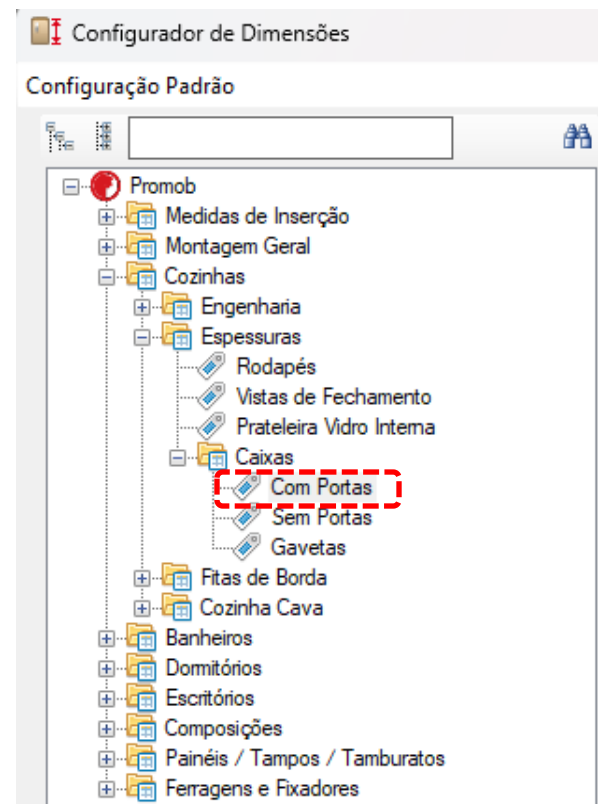 Configurador de Dimensões
Configuração Padrão
Promob
Medidas de Inserção
Montagem Geral
Cozinhas
Engenharia
Espessuras
Rodapés
Vistas de Fechamento
Prateleira Vidro Interna
Caixas
Com Portas
Sem Portas
Gavetas
Fitas de Borda
Cozinha Cava
Banheiros
Dormitórios
Escritórios
Composições
Painéis / Tampos / Tamburatos
Ferragens e Fixadores